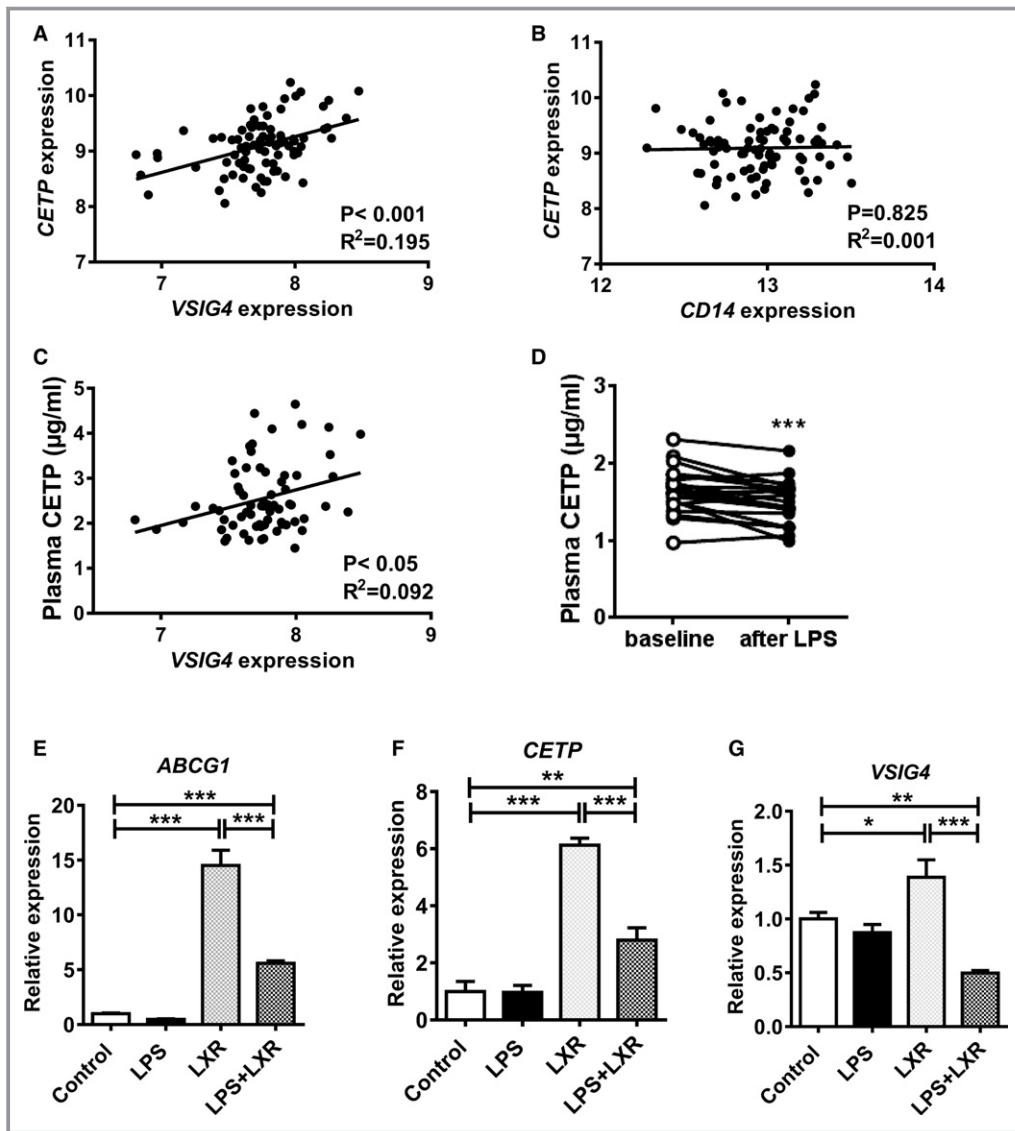 A
CETP expression
11
10
9
8
7
7
8
9
VSIG4 expression
P< 0.001
R²=0.195
B
CETP expression
11
10
9
8
7
12
13
14
CD14 expression
P=0.825
R²=0.001
C
Plasma CETP (µg/ml)
5
4
3
2
1
0
7
8
9
VSIG4 expression
P< 0.05
R²=0.092
D
Plasma CETP (µg/ml)
3
2
1
0
***
baseline
after LPS
E
ABCG1
Relative expression
20
15
10
5
0
***
***
***
Control
LPS
LXR
LPS+LXR
F
CETP
Relative expression
8
6
4
2
0
**
***
***
Control
LPS
LXR
LPS+LXR
G
VSIG4
Relative expression
2.0
1.5
1.0
0.5
0.0
**
*
***
Control
LPS
LXR
LPS+LXR